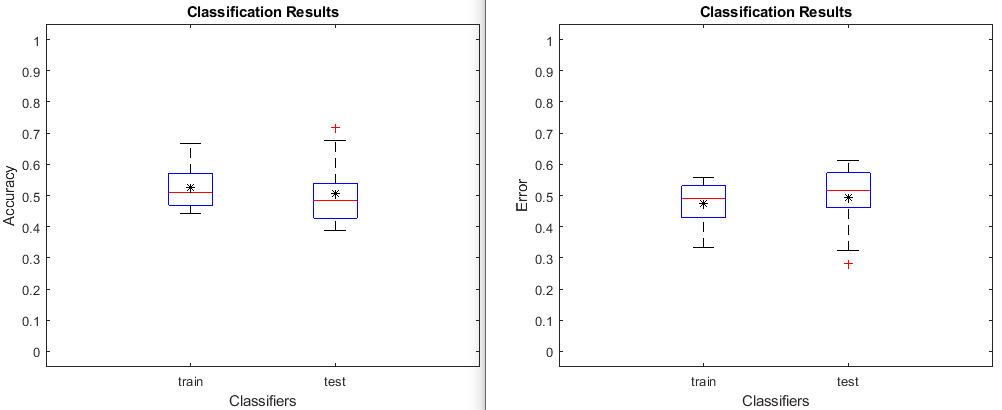 Classification Results
1
0.9
0.8
0.7
0.6
0.5
0.4
0.3
0.2
0.1
0
Accuracy
train test
Classifiers
Classification Results
1
0.9
0.8
0.7
0.6
0.5
0.4
0.3
0.2
0.1
0
Error
train test
Classifiers